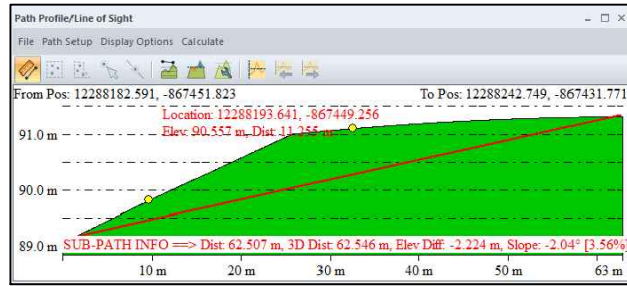 Path Profile/Line of Sight
File Path Setup Display Options Calculate
From Pos: 12288182.591, -867451.823 To Pos: 12288242.749, -867431.771
Location: 12288193.641, -867449.256
Elev: 90.557 m, Dist: 11.255 m
91.0 m
90.0 m
89.0 m
SUB-PATH INFO ==> Dist: 62.507 m, 3D Dist: 62.546 m, Elev Diff: -2.224 m, Slope: -2.04° [3.56%]
10 m 20 m 30 m 40 m 50 m 63 m